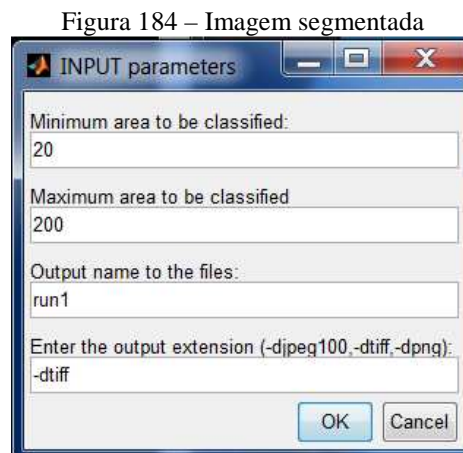 Figura 184 – Imagem segmentada
INPUT parameters
Minimum area to be classified:
20
Maximum area to be classified
200
Output name to the files:
run1
Enter the output extension (-djpeg100,-dtiff,-dpng):
-dtiff
OK Cancel